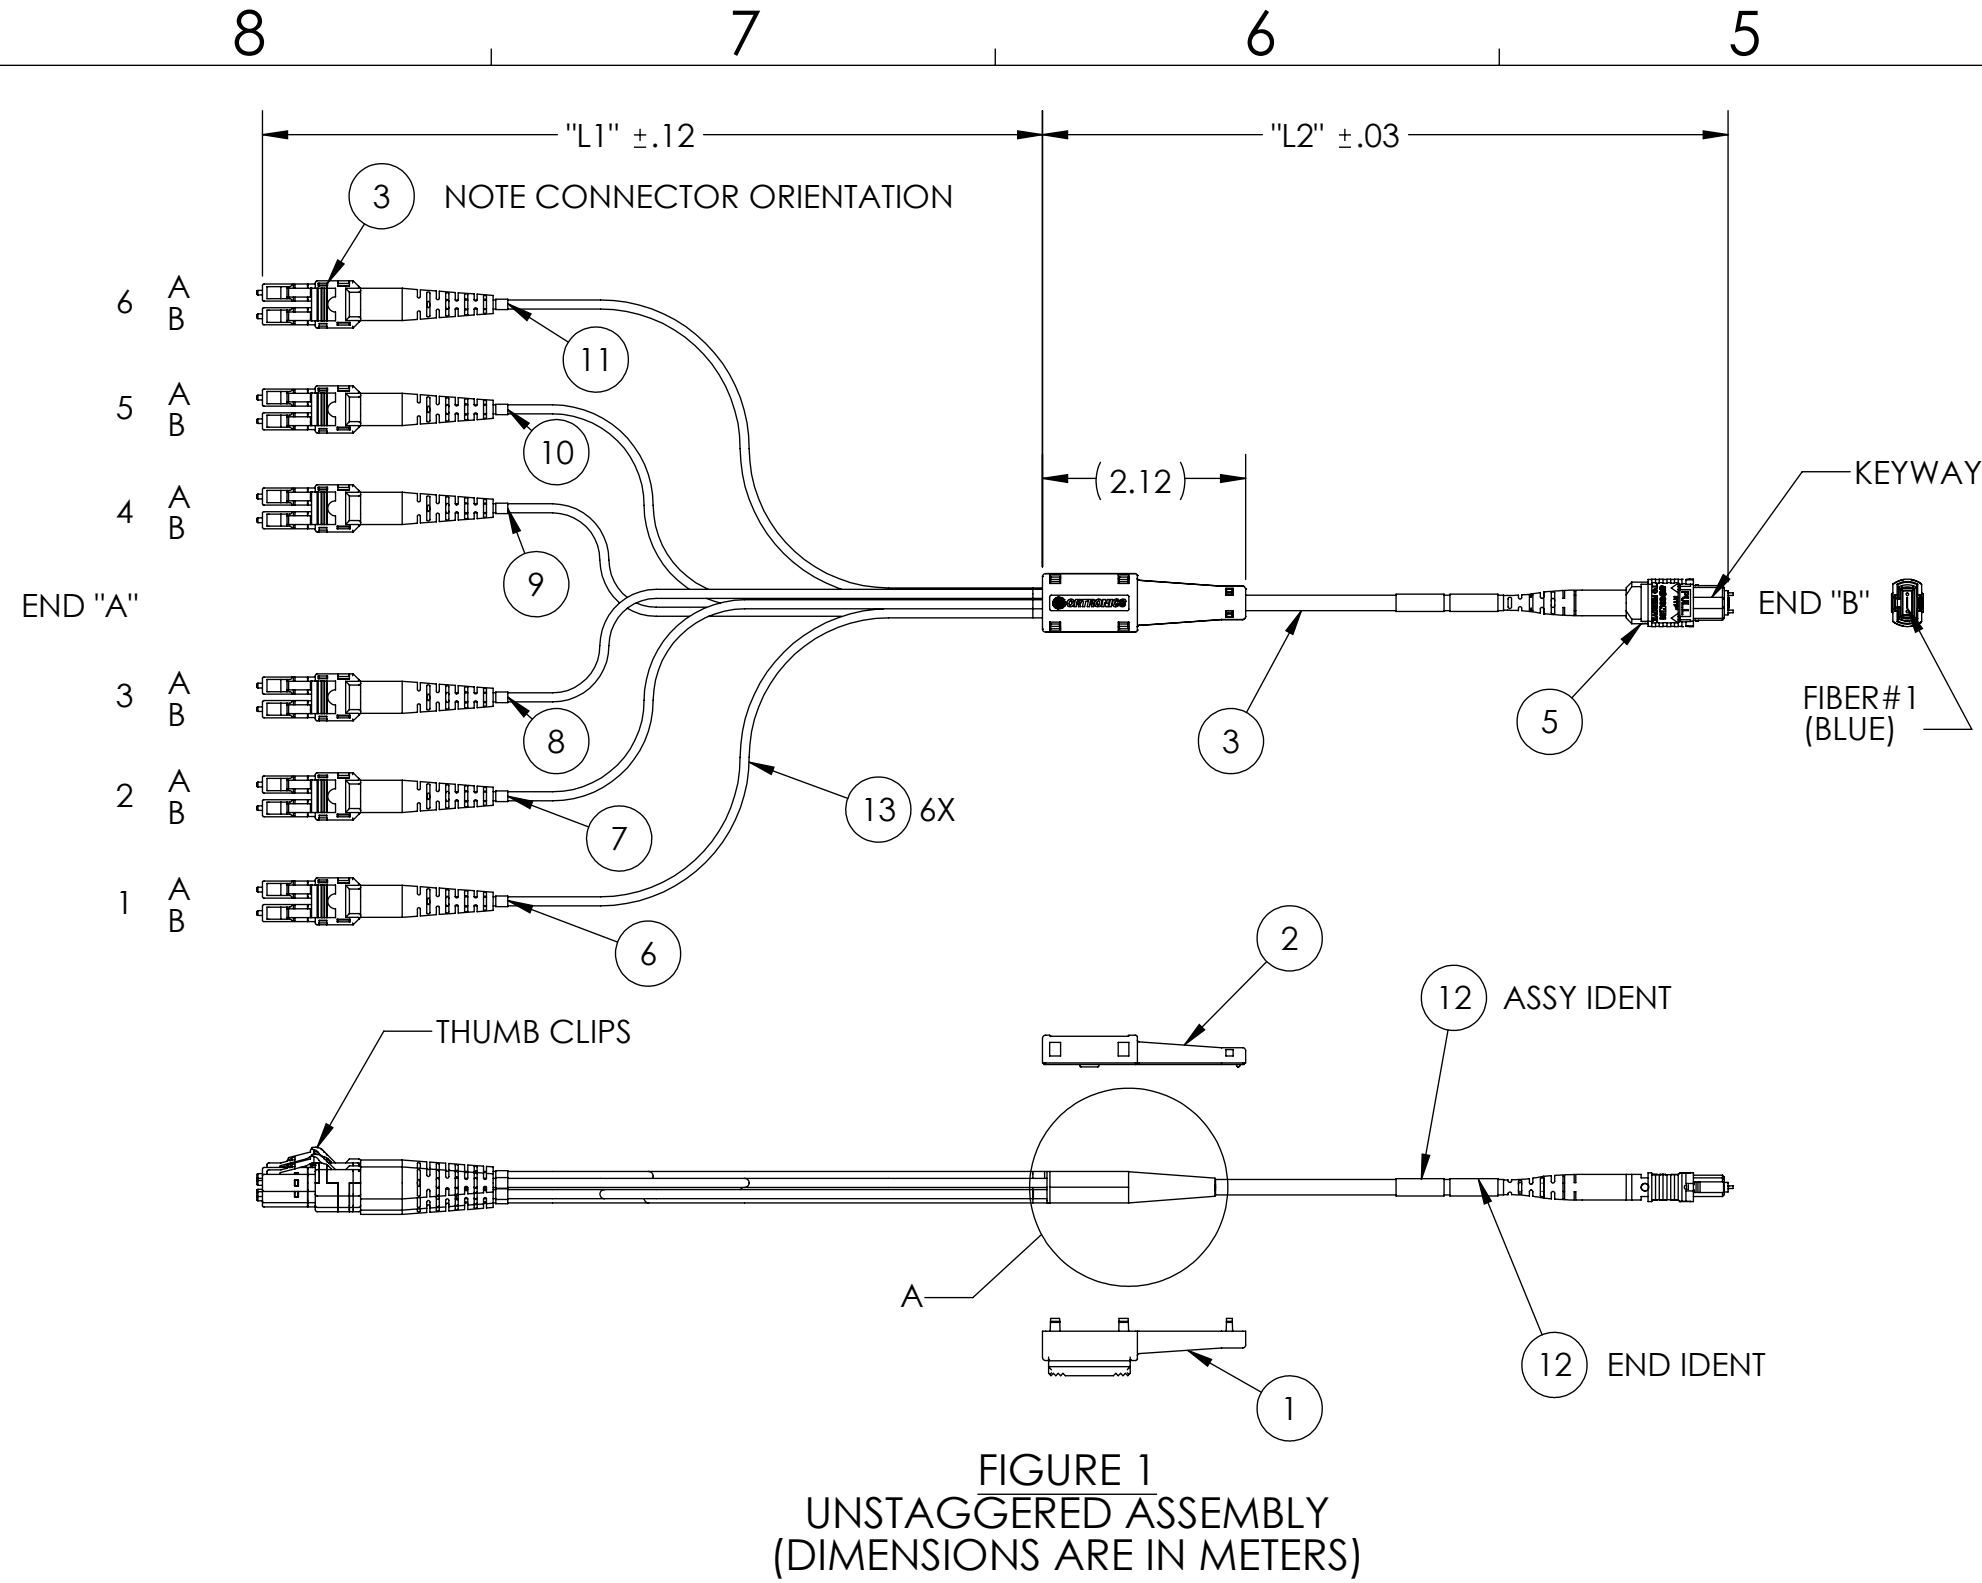 8 7 6 5
"L1" ±.12 "L2" ±.03
3 NOTE CONNECTOR ORIENTATION
6 A
B
11
5 A
B
10
(2.12)
KEYWAY
4 A
B
9
END "A"
ORTRONICS
PULL
END "B"
3 A
B
8
3
5
FIBER#1
(BLUE)
2 A
B
7
13 6X
1 A
B
6
2
12 ASSY IDENT
THUMB CLIPS
A
12 END IDENT
1
FIGURE 1
UNSTAGGERED ASSEMBLY
(DIMENSIONS ARE IN METERS)